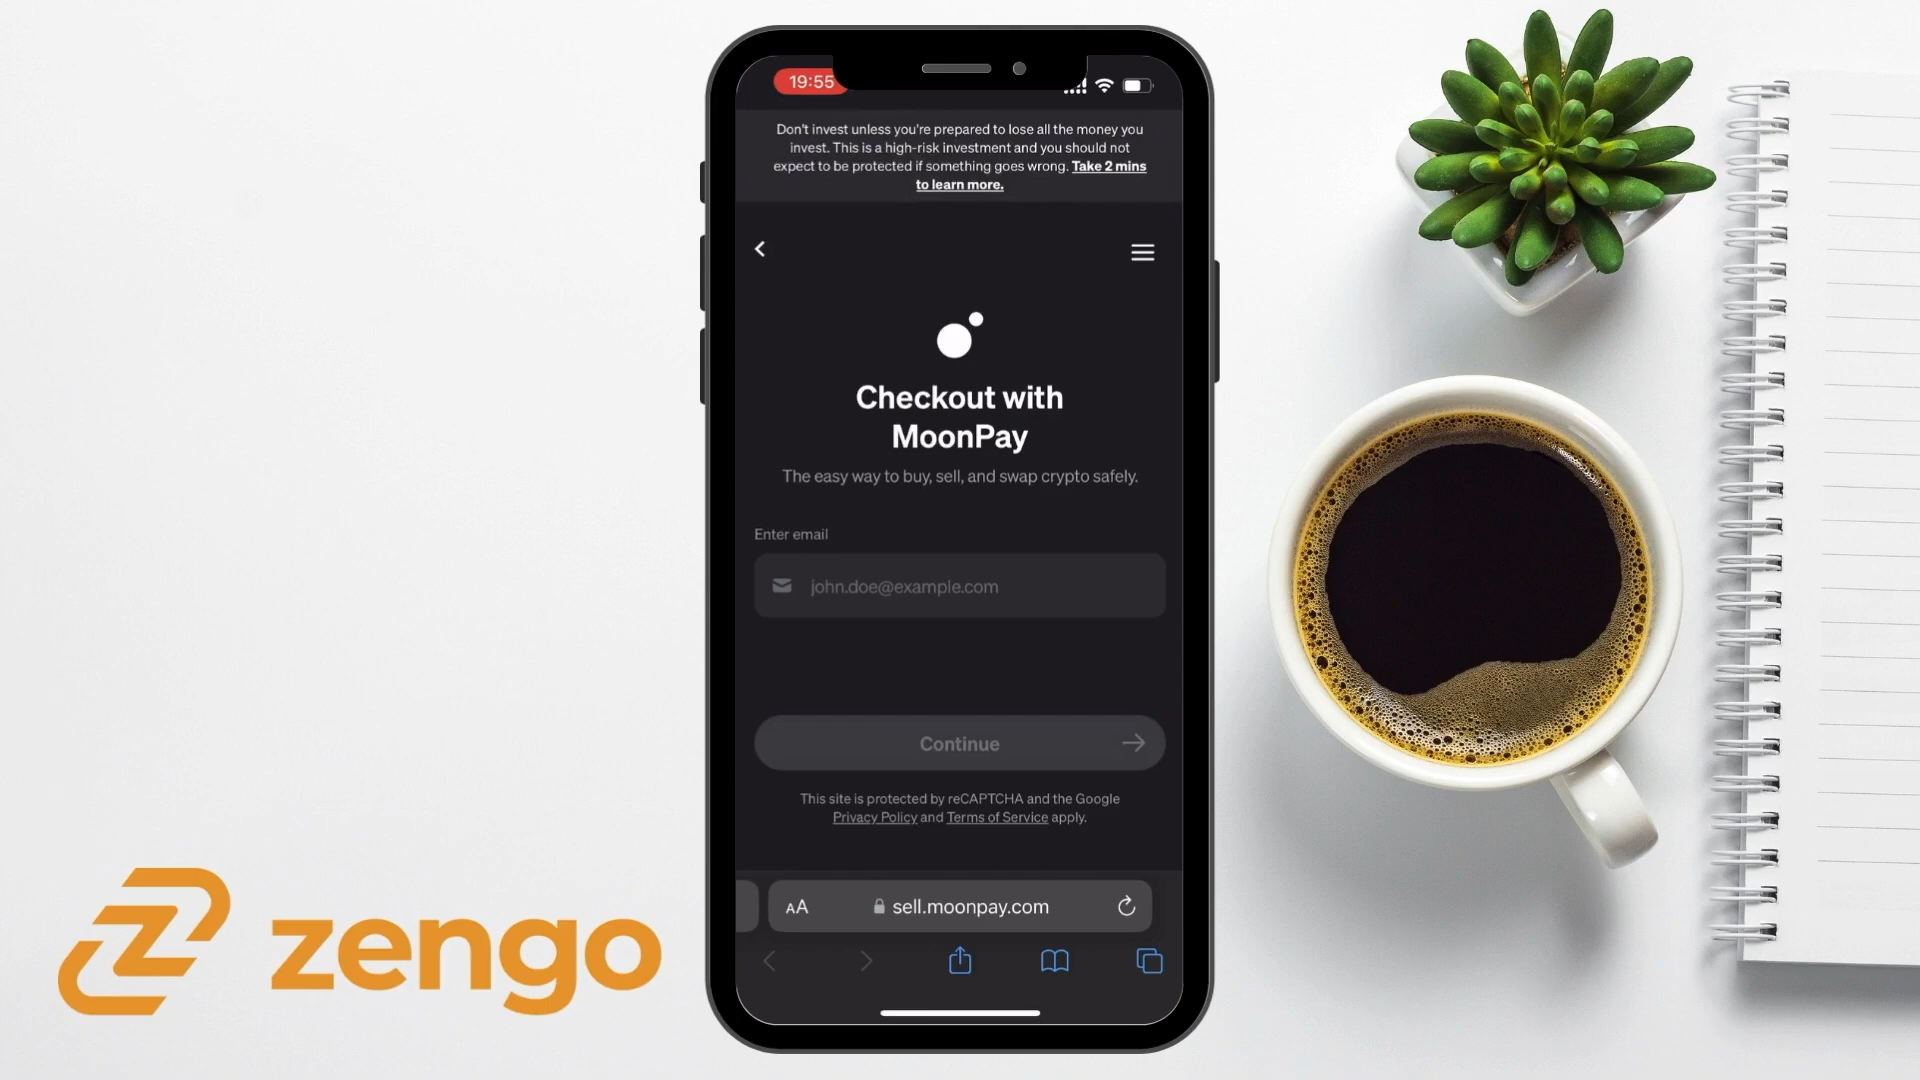 19:55
Don't invest unless you're prepared to lose all the money you
invest. This is a high-risk investment and you should not
expect to be protected if something goes wrong. Take 2 mins
to learn more.
Checkout with
MoonPay
The easy way to buy, sell, and swap crypto safely.
Enter email
john.doe@example.com
Continue
This site is protected by reCAPTCHA and the Google
Privacy Policy and Terms of Service apply.
AA sell.moonpay.com
zengo